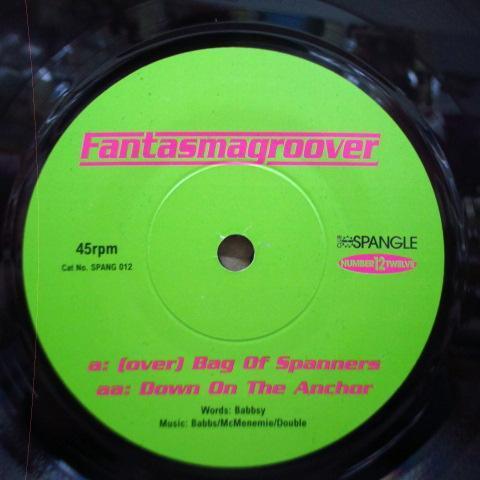 Fantasmagroover
45rpm
Cat No. SPANG 012
SPANGLE
NUMBER 12 TWELVE
a: (over) Bag Of Spanners
aa: Down On The Anchor
Words: Babbsy
Music: Babbs/McMenemie/Double